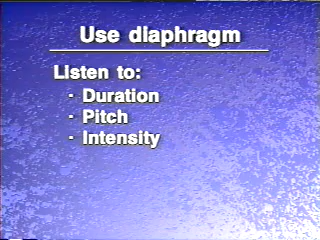 Use diaphragm
Listen to:
- Duration
- Pitch
- Intensity